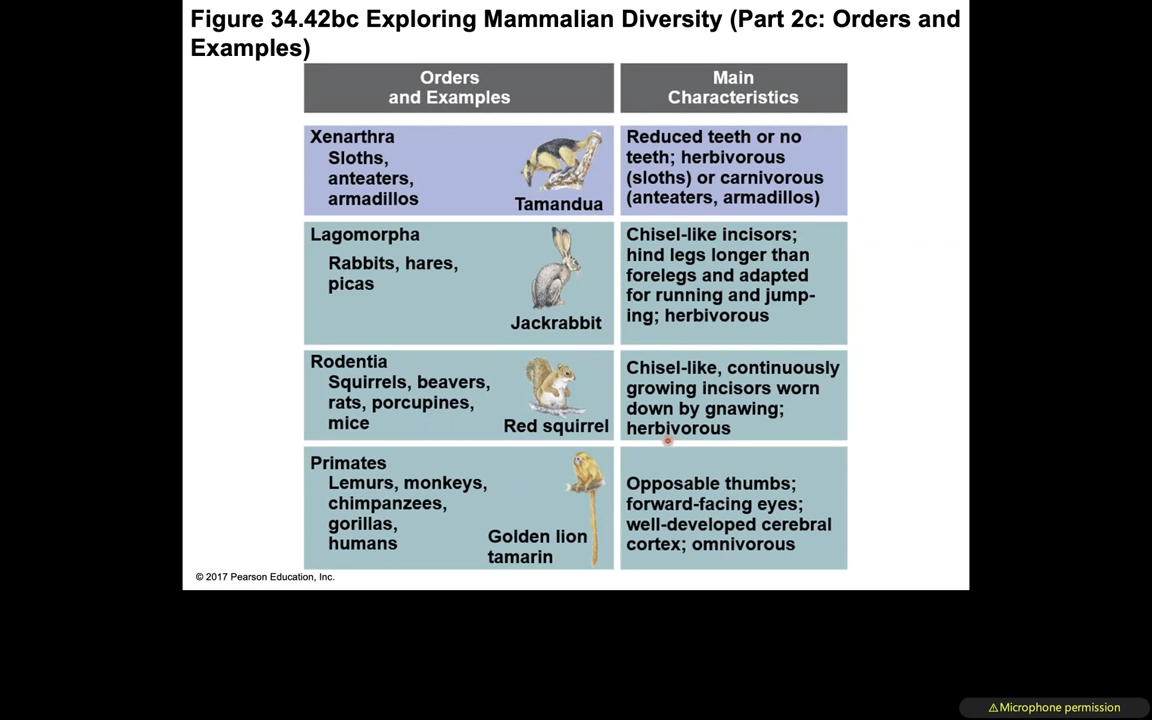 Figure 34.42bc Exploring Mammalian Diversity (Part 2c: Orders and
Examples)
Orders
and Examples
Main
Characteristics
Xenarthra
Sloths,
anteaters,
armadillos
Tamandua
Reduced teeth or no
teeth; herbivorous
(sloths) or carnivorous
(anteaters, armadillos)
Lagomorpha
Rabbits, hares,
picas
Jackrabbit
Chisel-like incisors;
hind legs longer than
forelegs and adapted
for running and jump-
ing; herbivorous
Rodentia
Squirrels, beavers,
rats, porcupines,
mice
Red squirrel
Chisel-like, continuously
growing incisors worn
down by gnawing;
herbivorous
Primates
Lemurs, monkeys,
chimpanzees,
gorillas,
humans
Golden lion
tamarin
Opposable thumbs;
forward-facing eyes;
well-developed cerebral
cortex; omnivorous
© 2017 Pearson Education, Inc.
⚠Microphone permission